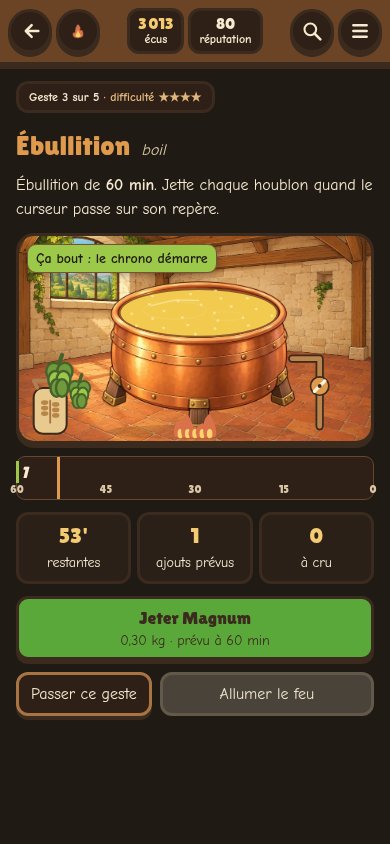 3 013
écus
80
réputation
Geste 3 sur 5 · difficulté ★★★★
Ébullition boil
Ébullition de 60 min. Jette chaque houblon quand le
curseur passe sur son repère.
Ça bout : le chrono démarre
1
60 45 30 15 0
53'
restantes
1
ajouts prévus
0
à cru
Jeter Magnum
0,30 kg · prévu à 60 min
Passer ce geste
Allumer le feu